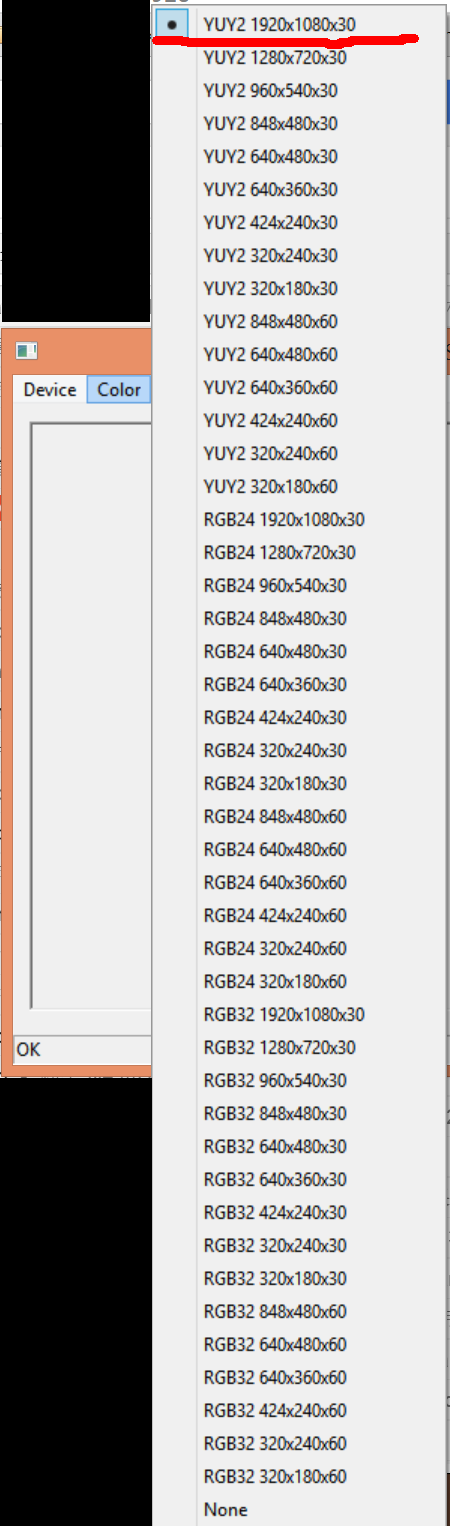 YUY2 1920x1080x30
YUY2 1280x720x30
YUY2 960x540x30
YUY2 848x480x30
YUY2 640x480x30
YUY2 640x360x30
YUY2 424x240x30
YUY2 320x240x30
YUY2 320x180x30
YUY2 848x480x60
YUY2 640x480x60
YUY2 640x360x60
Device Color
YUY2 424x240x60
YUY2 320x240x60
YUY2 320x180x60
RGB24 1920x1080x30
RGB24 1280x720x30
RGB24 960x540x30
RGB24 848x480x30
RGB24 640x480x30
RGB24 640x360x30
RGB24 424x240x30
RGB24 320x240x30
RGB24 320x180x30
RGB24 848x480x60
RGB24 640x480x60
RGB24 640x360x60
RGB24 424x240x60
RGB24 320x240x60
RGB24 320x180x60
RGB32 1920x1080x30
RGB32 1280x720x30
OK
RGB32 960x540x30
RGB32 848x480x30
RGB32 640x480x30
RGB32 640x360x30
RGB32 424x240x30
RGB32 320x240x30
RGB32 320x180x30
RGB32 848x480x60
RGB32 640x480x60
RGB32 640x360x60
RGB32 424x240x60
RGB32 320x240x60
RGB32 320x180x60
None